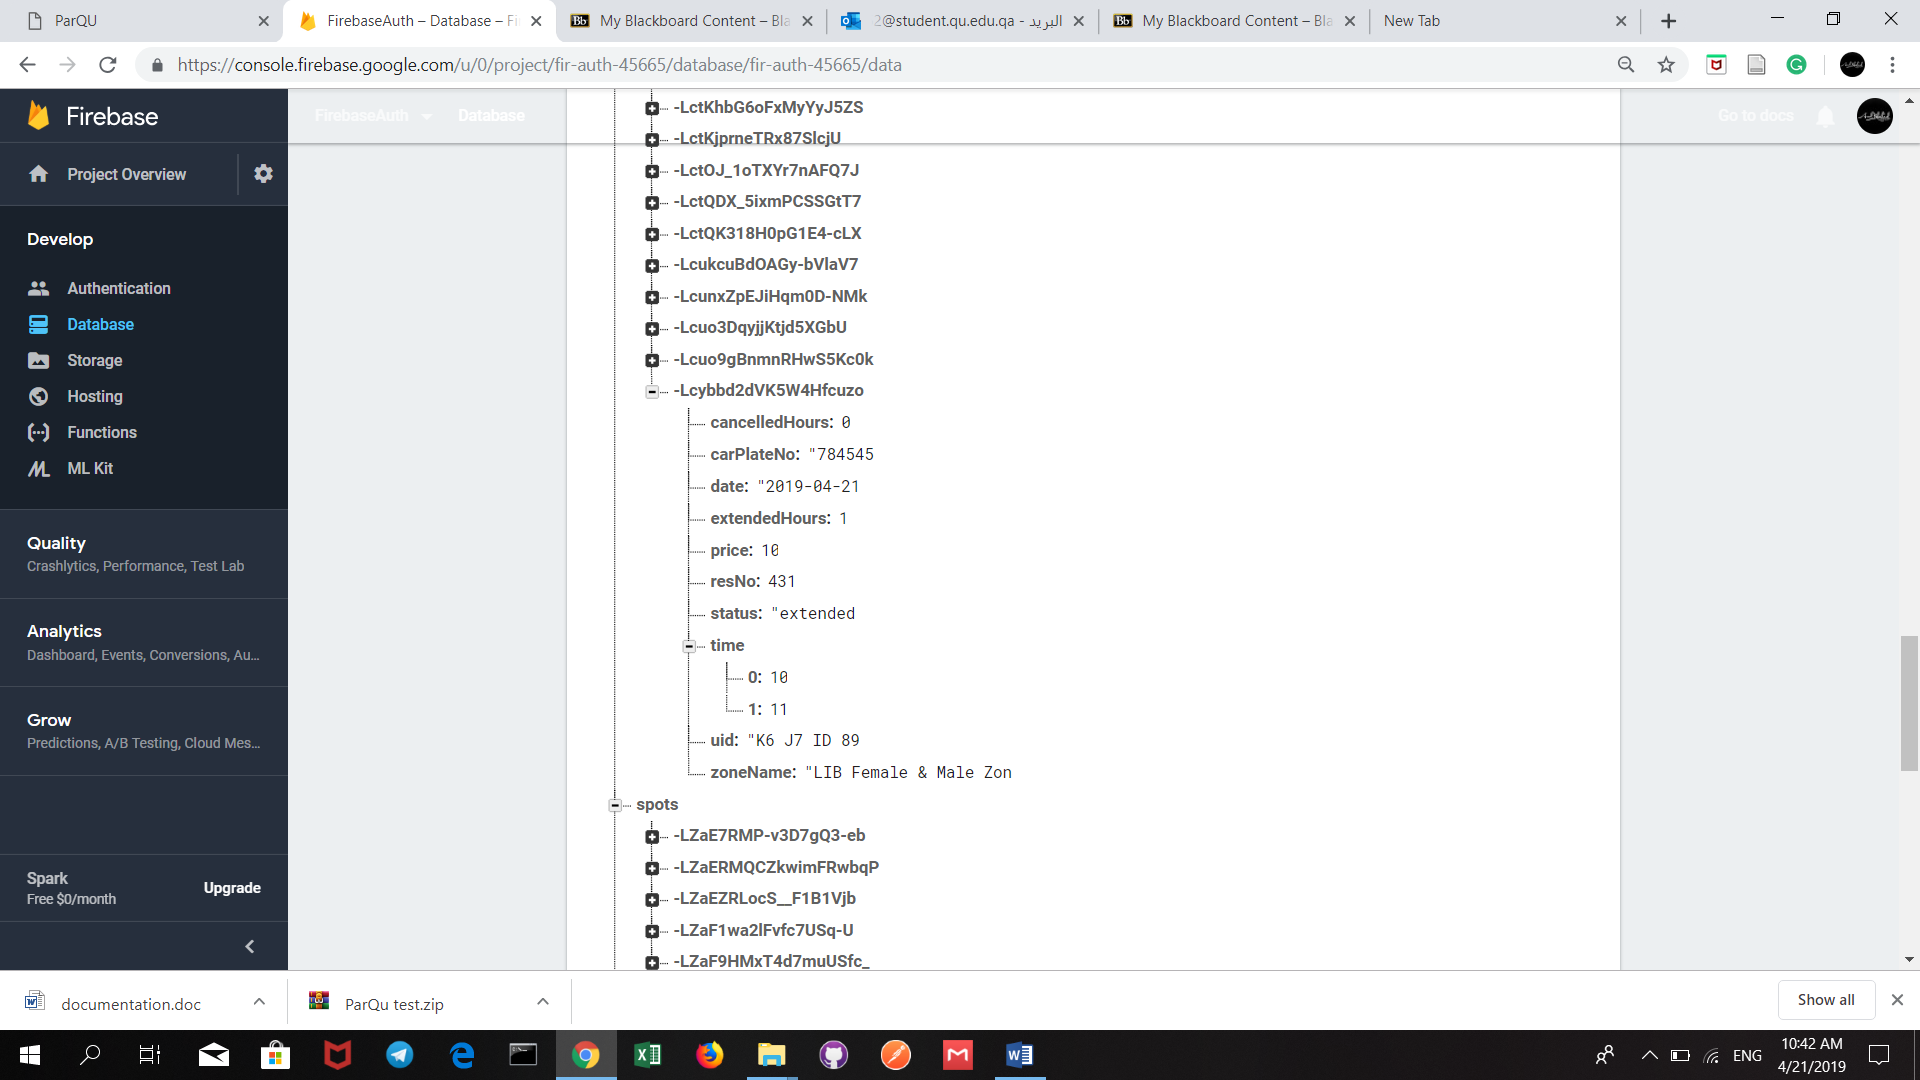 ParQU
FirebaseAuth – Database – Fi
My Blackboard Content – Bla
2@student.qu.edu.qa - البريد
My Blackboard Content – Bla
New Tab
https://console.firebase.google.com/u/0/project/fir-auth-45665/database/fir-auth-45665/data
Firebase
FirebaseAuth
Database
Go to docs
Project Overview
Develop
Authentication
Database
Storage
Hosting
Functions
ML Kit
Quality
Crashlytics, Performance, Test Lab
Analytics
Dashboard, Events, Conversions, Au...
Grow
Predictions, A/B Testing, Cloud Mes...
Spark
Free $0/month
Upgrade
-LctKhbG6oFxMyYyJ5ZS
-LctKjprneTRx87SlcjU
-LctOJ_1oTXYr7nAFQ7J
-LctQDX_5ixmPCSSGtT7
-LctQK318H0pG1E4-cLX
-LcukcuBdOAGy-bVlaV7
-LcunxZpEJiHqm0D-NMk
-Lcuo3DqyjjKtjd5XGbU
-Lcuo9gBnmnRHwS5Kc0k
-Lcybbd2dVK5W4Hfcuzo
cancelledHours: 0
carPlateNo: "784545
date: "2019-04-21
extendedHours: 1
price: 10
resNo: 431
status: "extended
time
0: 10
1: 11
uid: "K6 J7 ID 89
zoneName: "LIB Female & Male Zon
spots
-LZaE7RMP-v3D7gQ3-eb
-LZaERMQCZkwimFRwbqP
-LZaEZRLocS__F1B1Vjb
-LZaF1wa2lFvfc7USq-U
-LZaF9HMxT4d7muUSfc_
documentation.doc
ParQu test.zip
Show all
ENG
10:42 AM
4/21/2019